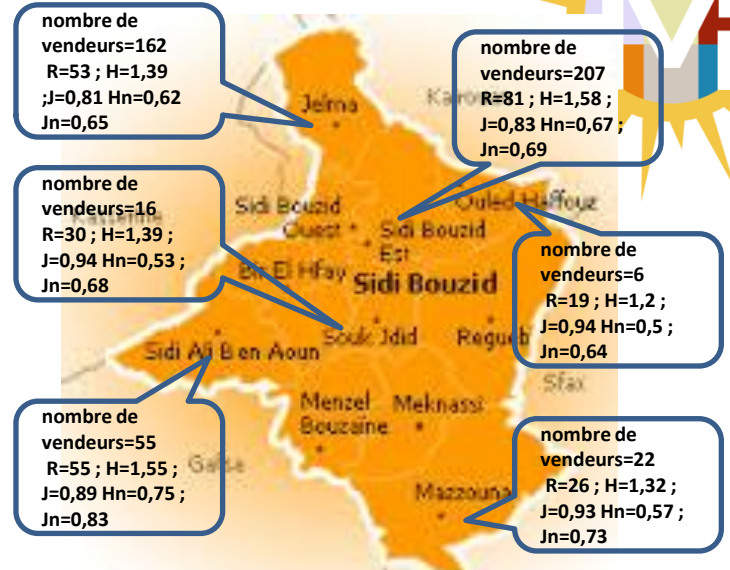 nombre de
vendeurs=162
R=53 ; H=1,39
;J=0,81 Hn=0,62
Jn=0,65
nombre de
vendeurs=207
R=81 ; H=1,58 ;
J=0,83 Hn=0,67 ;
Jn=0,69
Jelma
nombre de
vendeurs=16
R=30 ; H=1,39 ;
J=0,94 Hn=0,53 ;
Jn=0,68
Sidi Bouzid
Ouest
Ouled Haffouz
Sidi Bouzid
Est
Bir El Hfay
Sidi Bouzid
nombre de
vendeurs=6
R=19 ; H=1,2 ;
J=0,94 Hn=0,5 ;
Jn=0,64
Sidi Ali Ben Aoun
Souk Jdid
Regueb
Sfax
nombre de
vendeurs=55
R=55 ; H=1,55 ;
J=0,89 Hn=0,75 ;
Jn=0,83
Gafsa
Menzel
Bouzaine
Meknassi
Mazzouna
nombre de
vendeurs=22
R=26 ; H=1,32 ;
J=0,93 Hn=0,57 ;
Jn=0,73